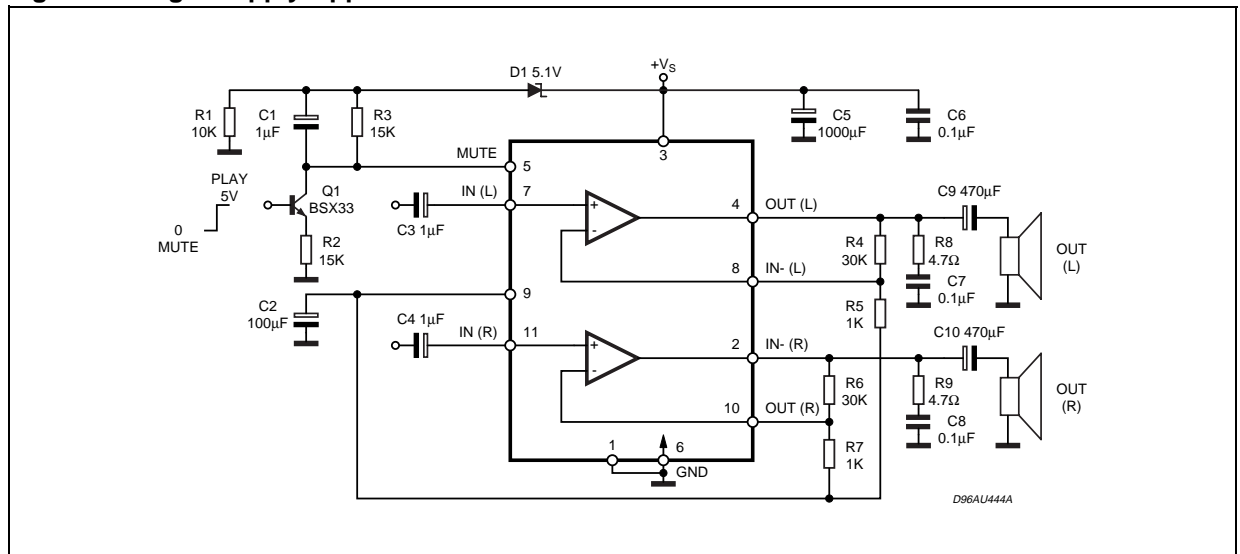 D1 5.1V
+VS
R1
10K
C1
1µF
R3
15K
C5
1000µF
C6
0.1µF
MUTE
5
3
PLAY
5V
0
MUTE
Q1
BSX33
R2
15K
IN (L)
7
C3 1µF
+
-
4
OUT (L)
C9 470µF
R4
30K
R8
4.7Ω
OUT
(L)
8
IN- (L)
C7
0.1µF
R5
1K
C2
100µF
9
C4 1µF
IN (R)
11
+
-
2
IN- (R)
C10 470µF
R6
30K
R9
4.7Ω
OUT
(R)
10
OUT (R)
C8
0.1µF
R7
1K
1
6
GND
D96AU444A